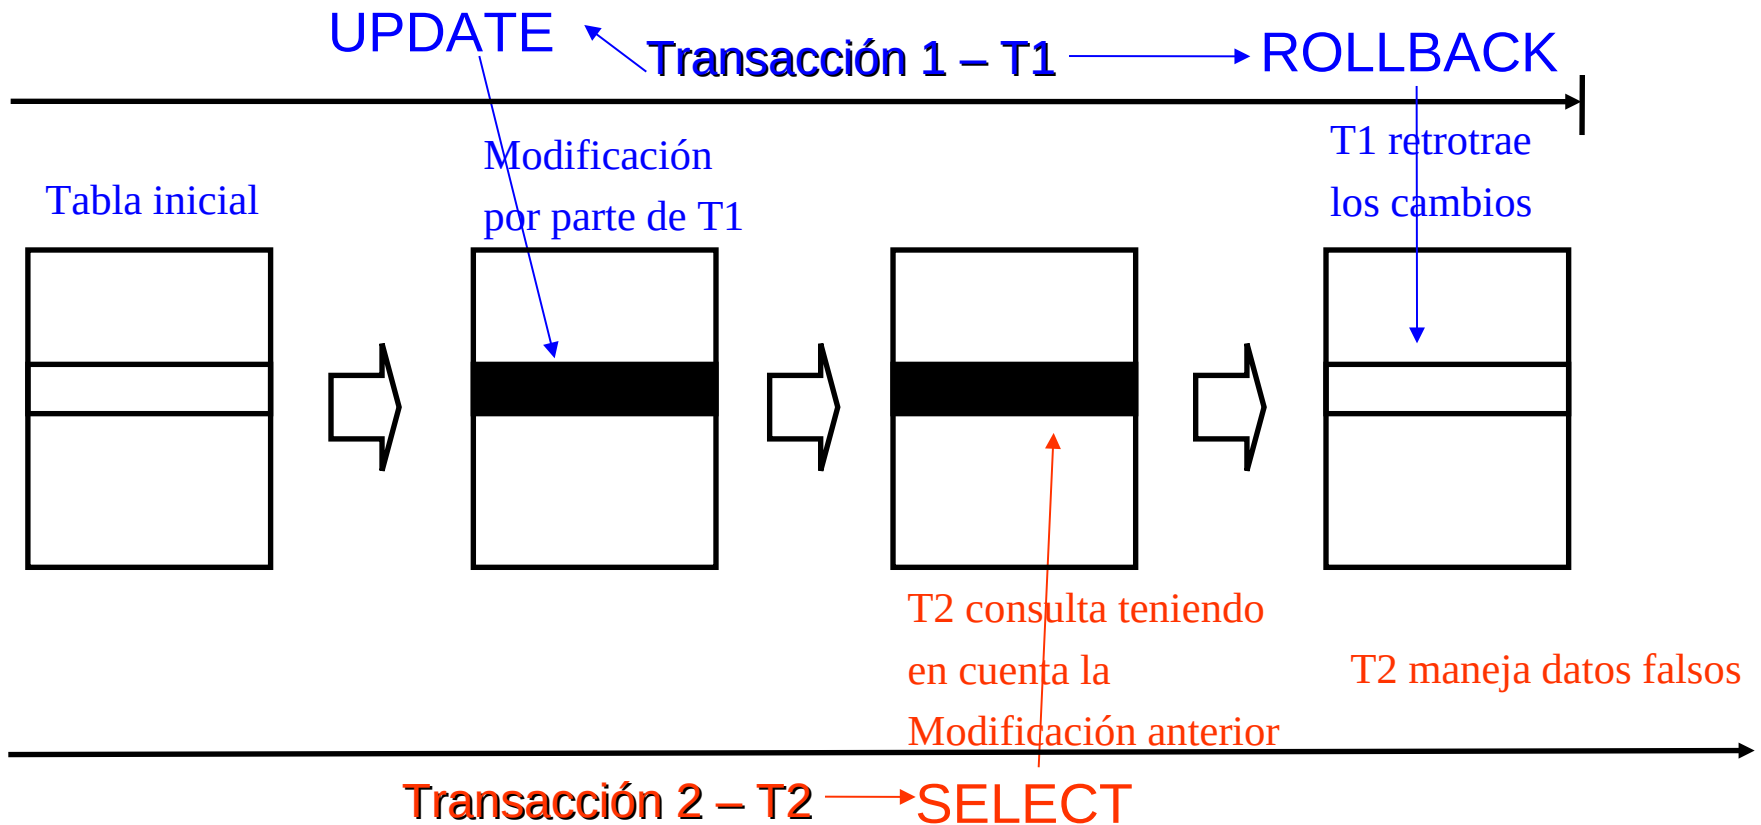 UPDATE
Transacción 1 – T1
ROLLBACK
Tabla inicial
Modificación
por parte de T1
T1 retrotrae
los cambios
T2 consulta teniendo
en cuenta la
Modificación anterior
T2 maneja datos falsos
Transacción 2 – T2
SELECT